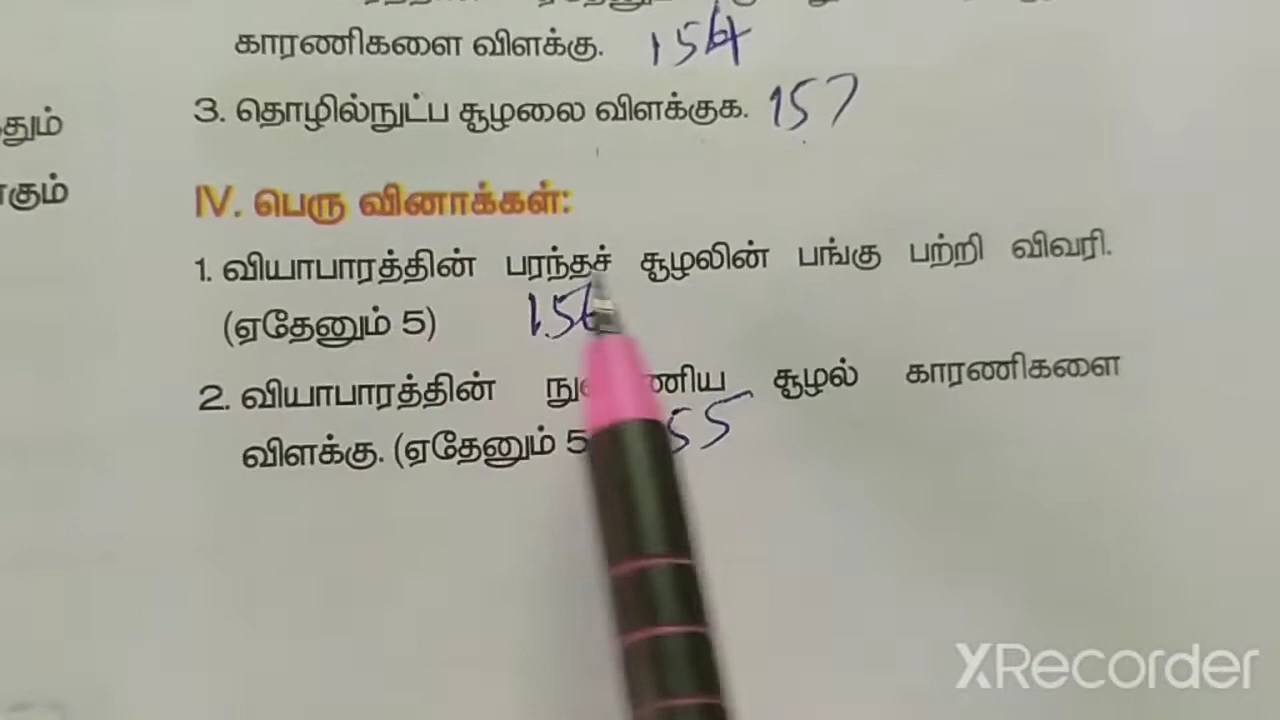 காரணிகளை விளக்கு. 154
தும்
3. தொழில்நுட்ப சூழலை விளக்குக. 157
கும்
IV. பெரு வினாக்கள்:
1. வியாபாரத்தின் பரந்தச் சூழலின் பங்கு பற்றி விவரி.
(ஏதேனும் 5)
2. வியாபாரத்தின் சூழல் காரணிகளை
விளக்கு. (ஏதேனும் 5 55
XRecorder